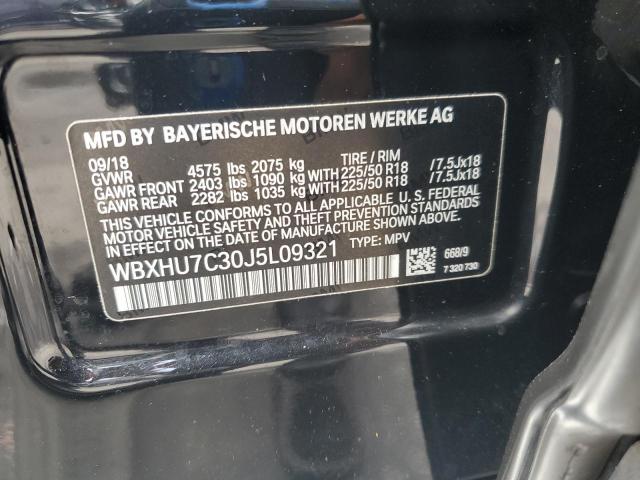 MFD BY BAYERISCHE MOTOREN WERKE AG
09/18 TIRE / RIM
GVWR 4575 lbs 2075 kg
GAWR FRONT 2403 lbs 1090 kg WITH 225/50 R18 /7.5Jx18
GAWR REAR 2282 lbs 1035 kg WITH 225/50 R18 /7.5Jx18
THIS VEHICLE CONFORMS TO ALL APPLICABLE U. S. FEDERAL
MOTOR VEHICLE SAFETY, BUMPER, AND THEFT PREVENTION
STANDARDS IN EFFECT ON THE DATE OF MANUFACTURE SHOWN ABOVE.
WBXHU7C30J5L09321 TYPE: MPV 668/9
7 320 730